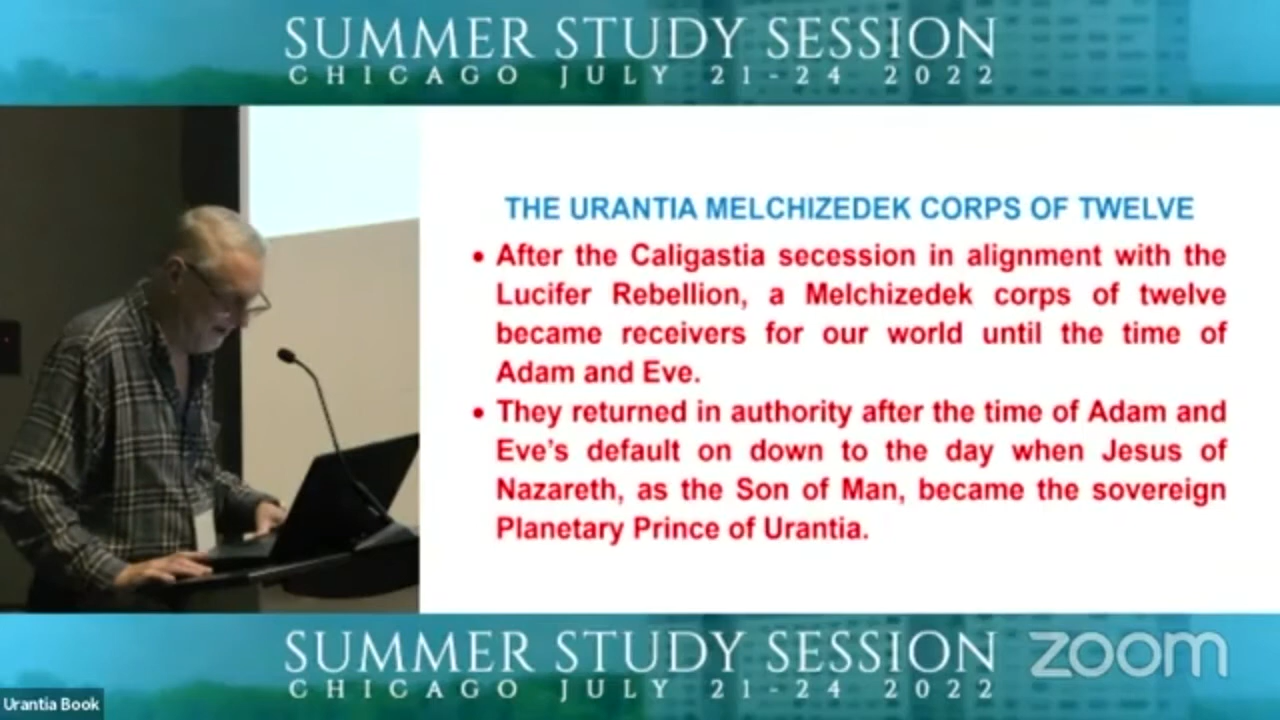 SUMMER STUDY SESSION
CHICAGO JULY 21-24 2022
THE URANTIA MELCHIZEDEK CORPS OF TWELVE
• After the Caligastia secession in alignment with the
Lucifer Rebellion, a Melchizedek corps of twelve
became receivers for our world until the time of
Adam and Eve.
• They returned in authority after the time of Adam and
Eve's default on down to the day when Jesus of
Nazareth, as the Son of Man, became the sovereign
Planetary Prince of Urantia.
SUMMER STUDY SESSION
CHICAGO JULY 21-24 2022
zoom
Urantia Book